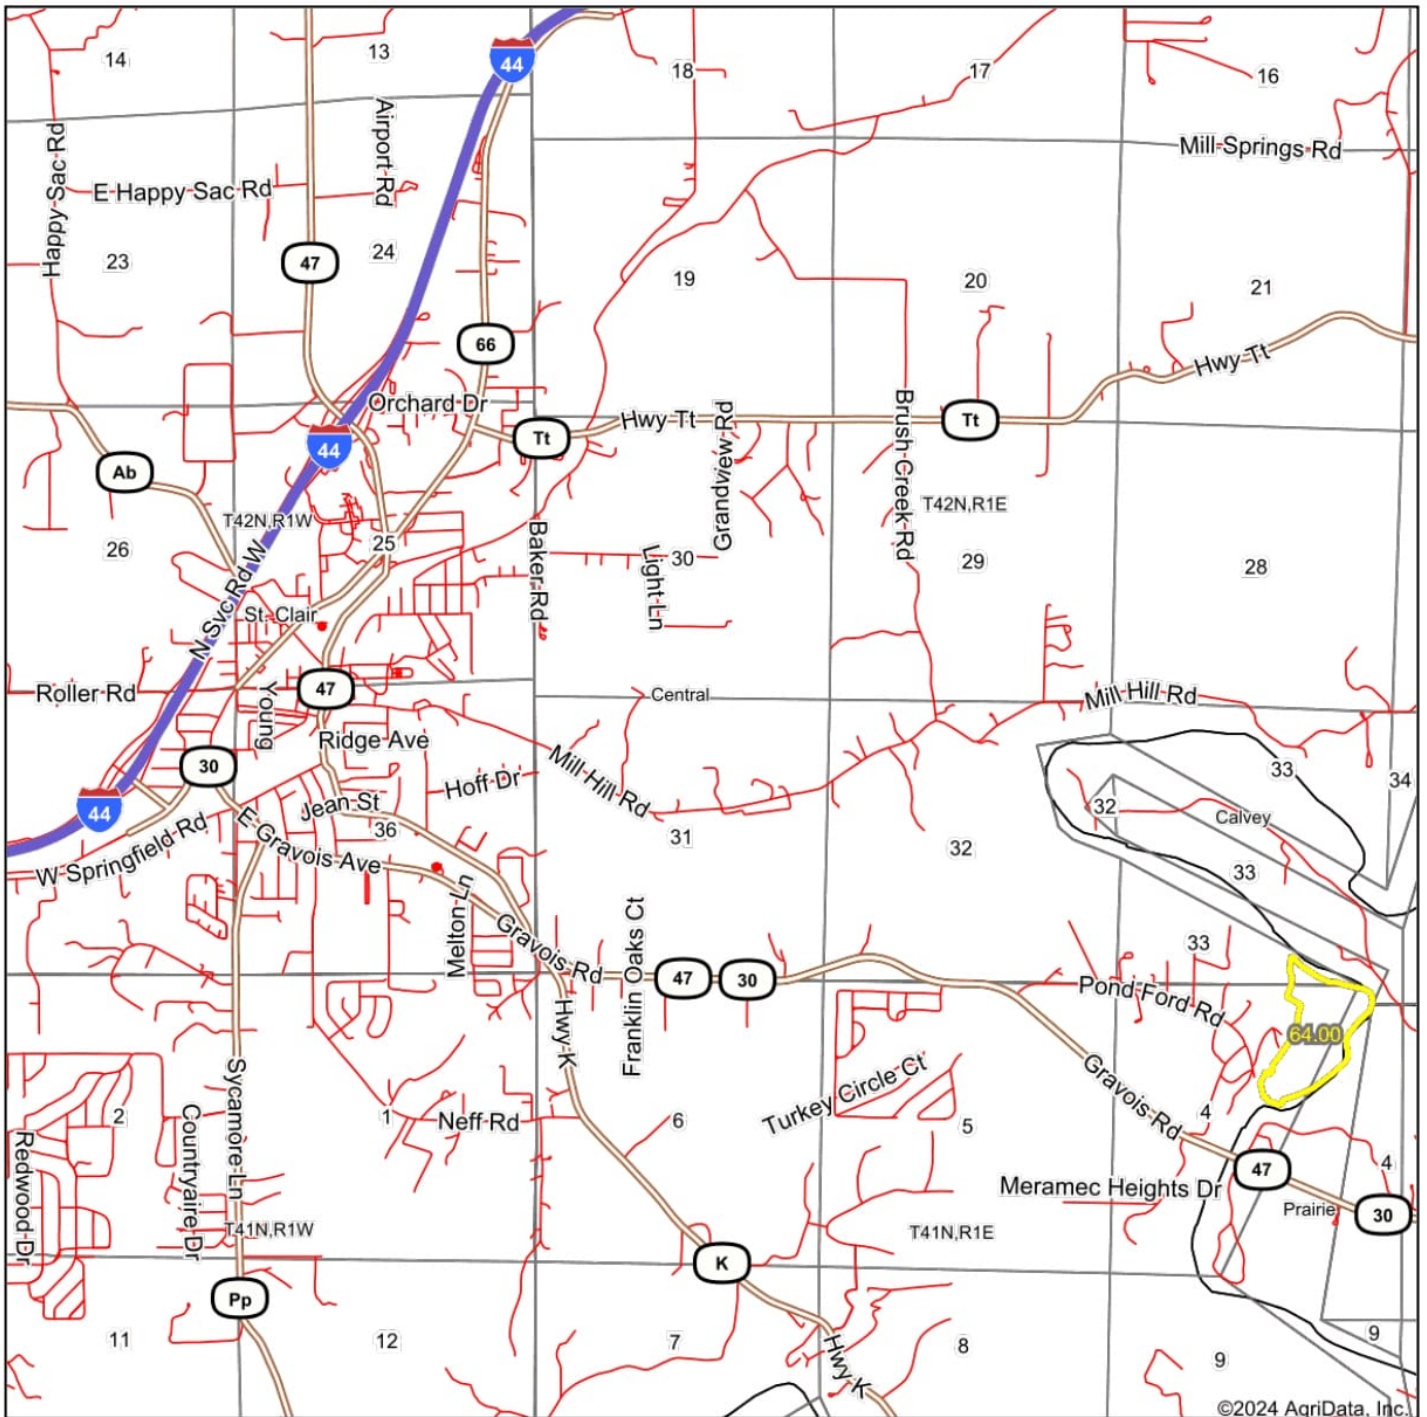 14
13
44
18
17
16
Happy Sac Rd
Airport Rd
Mill Springs Rd
E Happy Sac Rd
23
47
24
19
20
21
66
Hwy Tt
Orchard Dr
Tt
Hwy Tt
Grandview Rd
Brush Creek Rd
Tt
44
Ab
T42N,R1W
T42N,R1E
26
25
Baker Rd
Light Ln
30
29
28
N Svc Rd W
St. Clair
Roller Rd
Young
47
Central
Mill Hill Rd
Ridge Ave
30
Hoff Dr
Mill Hill Rd
33
34
44
Jean St
36
32
Calvey
W Springfield Rd
E Gravois Ave
31
32
33
Melton Ln
Gravois Rd
Franklin Oaks Ct
47
30
33
Pond Ford Rd
Hwy K
64.00
Sycamore Ln
Gravois Rd
Turkey Circle Ct
2
Countryaire Dr
1
Neff Rd
6
5
4
Redwood Dr
47
4
Meramec Heights Dr
Prairie
30
T41N,R1W
T41N,R1E
K
Pp
11
12
7
Hwy K
8
9
9
©2024 AgriData, Inc.